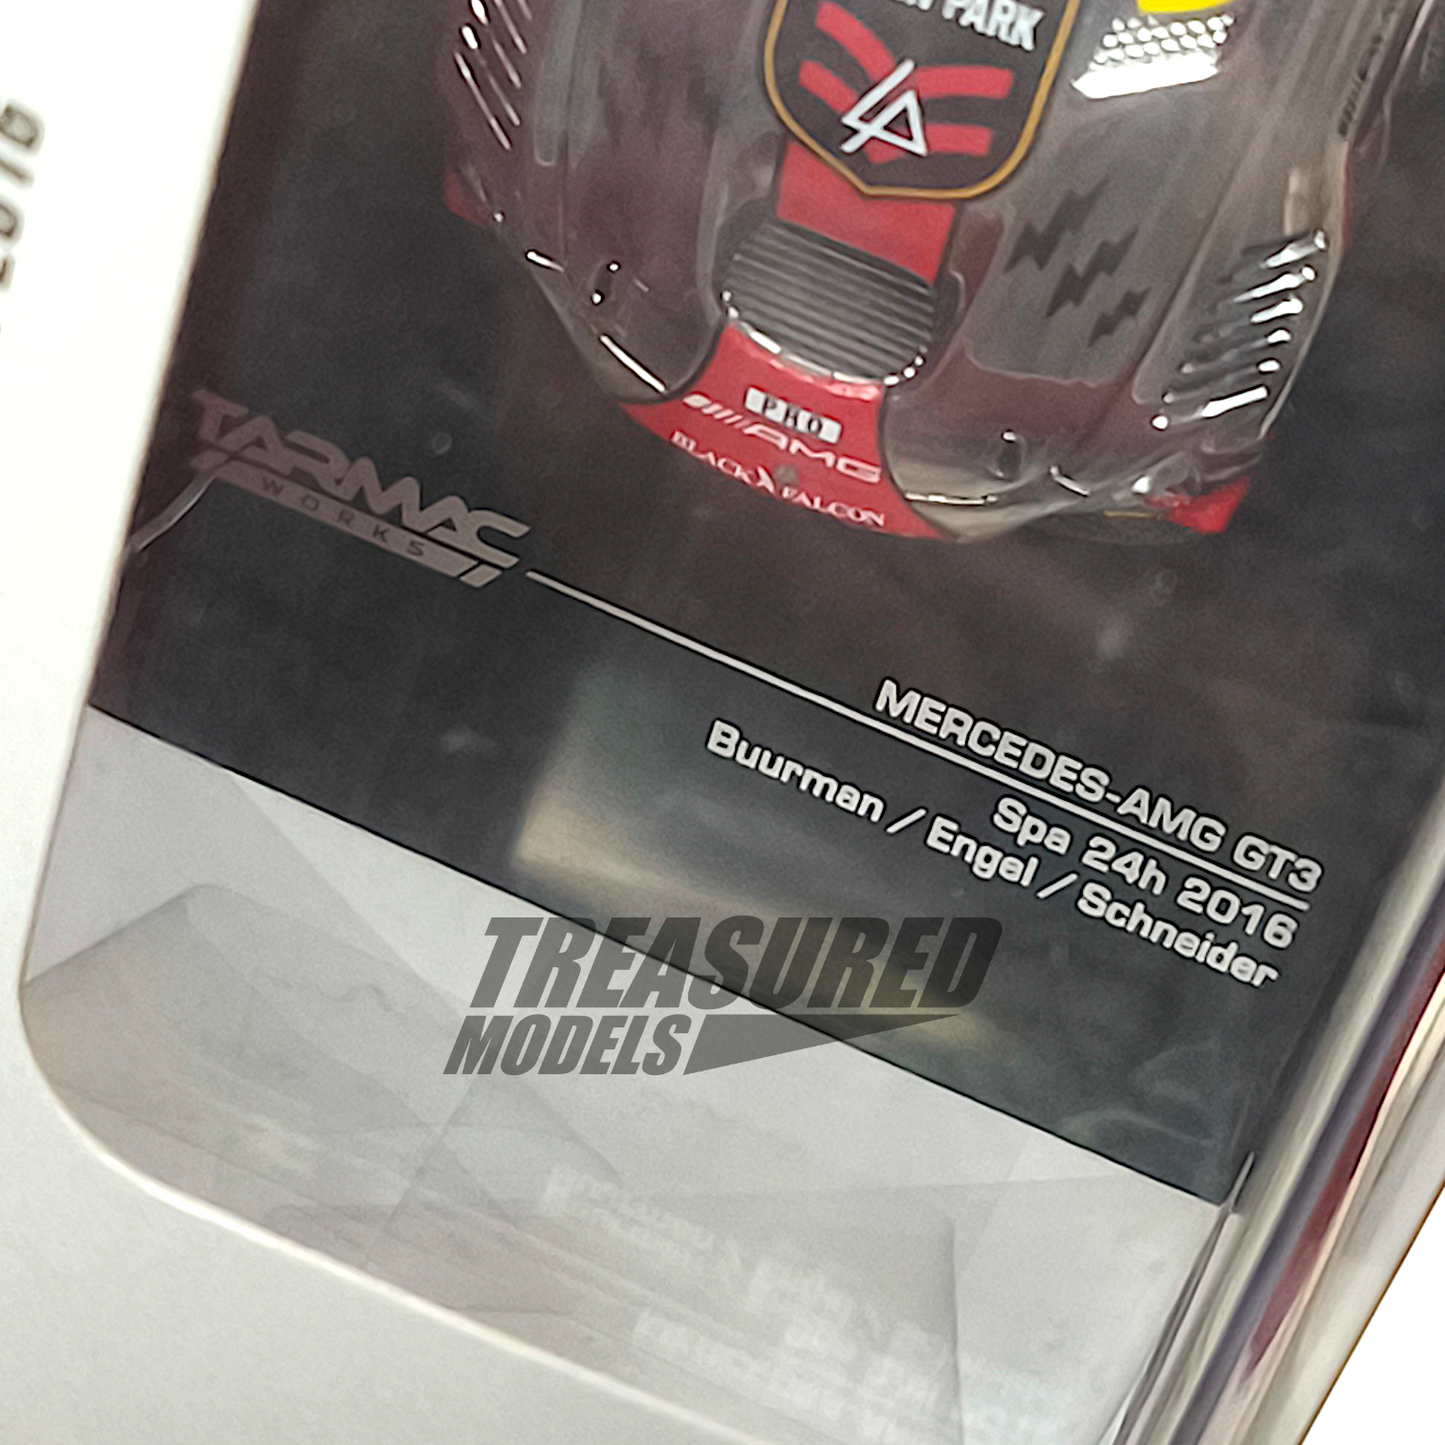 PARK
PRO
AMG
BLACK FALCON
TARMAC
WORKS
MERCEDES-AMG GT3
Spa 24h 2016
Buurman / Engel / Schneider
TREASURED
MODELS